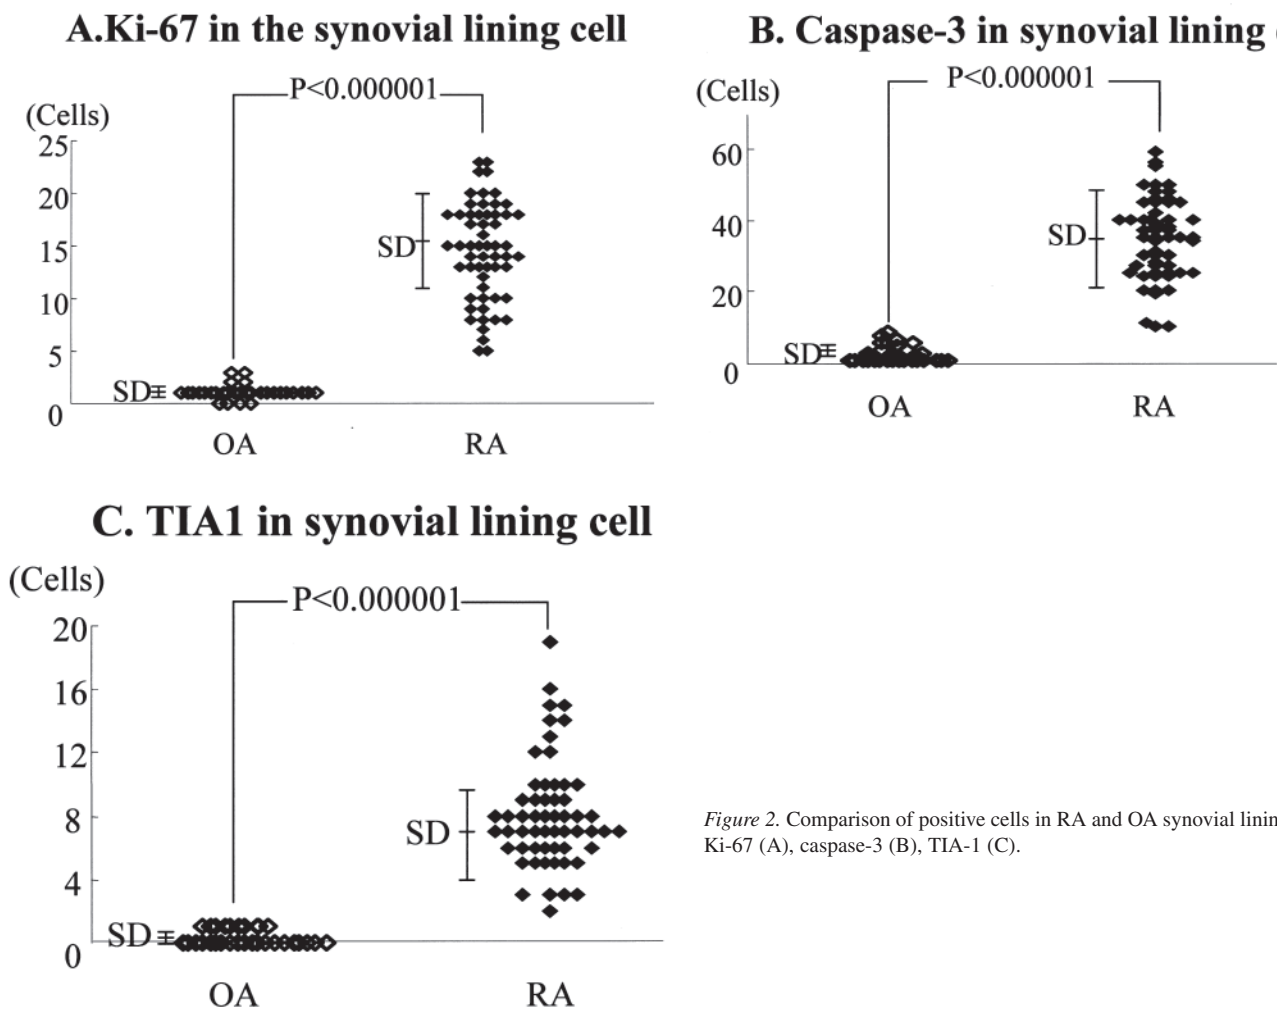 A.Ki-67 in the synovial lining cell
P<0.000001
(Cells)
25
20
15
10
5
0
SD
SD
OA
RA
B. Caspase-3 in synovial lining
P<0.000001
(Cells)
60
40
20
0
SD
SD
OA
RA
C. TIA1 in synovial lining cell
(Cells)
P<0.000001
20
16
12
8
4
0
SD
SD
OA
RA
Figure 2. Comparison of positive cells in RA and OA synovial
Ki-67 (A), caspase-3 (B), TIA-1 (C).